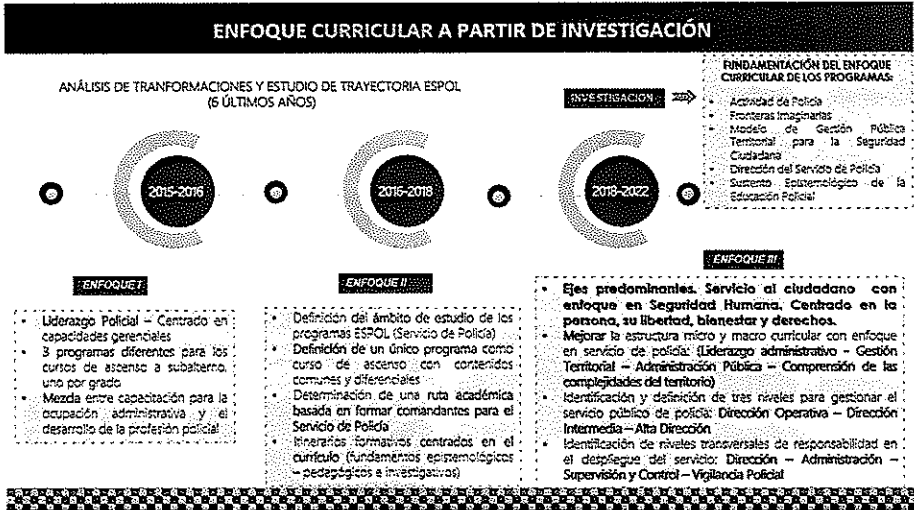 ENFOQUE CURRICULAR A PARTIR DE INVESTIGACIÓN
ANÁLISIS DE TRANFORMACIONES Y ESTUDIO DE TRAYECTORIA ESPOL
(6 ÚLTIMOS AÑOS)
INVESTIGACION
FUNDAMENTACIÓN DEL ENFOQUE
CURRICULAR DE LOS PROGRAMAS:
• Actividad de Policía
• Fronteras Imaginarias
• Modelo de Gestión Pública
Territorial para la Seguridad
Ciudadana
• Dirección del Servicio de Policía
• Sustento Epistemológico de la
Educación Policial
2015-2016
2016-2018
2018-2022
ENFOQUE I
• Liderazgo Policial – Centrado en
capacidades gerenciales
• 3 programas diferentes para los
cursos de ascenso a subalterno,
uno por grado
• Mezcla entre capacitación para la
ocupación administrativa y el
desarrollo de la profesión policial
ENFOQUE II
• Definición del ámbito de estudio de los
programas ESPOL (Servicio de Policía)
• Definición de un único programa como
curso de ascenso con contenidos
comunes y diferenciales
• Determinación de una ruta académica
basada en formar comandantes para el
Servicio de Policía
• Itinerarios formativos centrados en el
currículo (fundamentos epistemológicos
– pedagógicos e investigativos)
ENFOQUE III
• Ejes predominantes. Servicio al ciudadano con
enfoque en Seguridad Humana. Centrado en la
persona, su libertad, bienestar y derechos.
• Mejorar la estructura micro y macro curricular con enfoque
en servicio de policía: (Liderazgo administrativo – Gestión
Territorial – Administración Pública – Comprensión de las
complejidades del territorio)
• Identificación y definición de tres niveles para gestionar el
servicio público de policía: Dirección Operativa – Dirección
Intermedia – Alta Dirección
• Identificación de niveles transversales de responsabilidad en
el despliegue del servicio: Dirección – Administración –
Supervisión y Control – Vigilancia Policial